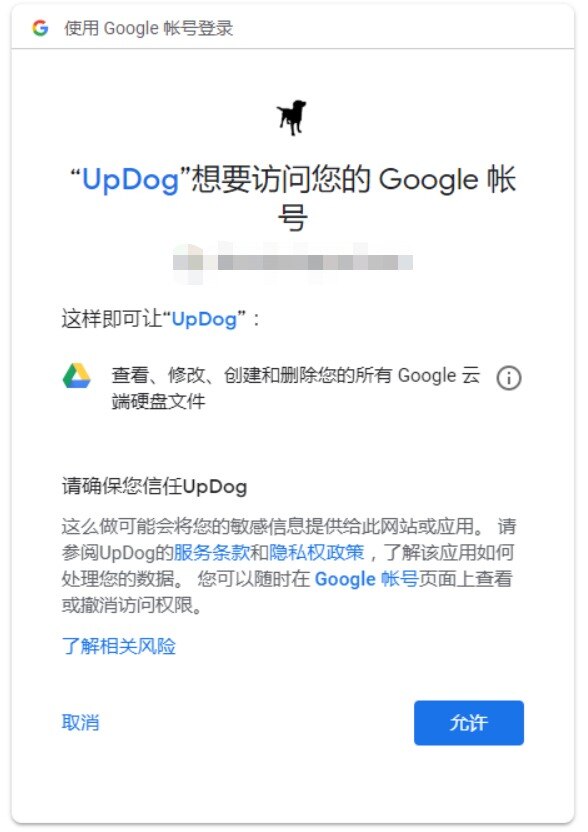 使用 Google 帐号登录
“UpDog”想要访问您的 Google 帐
号
这样即可让“UpDog”：
查看、修改、创建和删除您的所有 Google 云
端硬盘文件
请确保您信任UpDog
这么做可能会将您的敏感信息提供给此网站或应用。 请
参阅UpDog的服务条款和隐私权政策，了解该应用如何
处理您的数据。 您可以随时在 Google 帐号页面上查看
或撤消访问权限。
了解相关风险
取消
允许